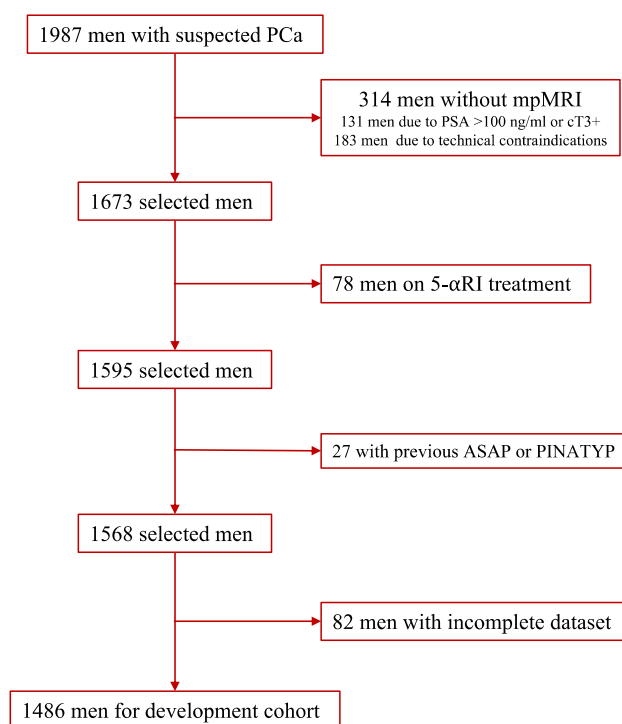 1987 men with suspected PCa
314 men without mpMRI
131 men due to PSA >100 ng/ml or cT3+
183 men due to technical contraindications
1673 selected men
78 men on 5-αRI treatment
1595 selected men
27 with previous ASAP or PINATYP
1568 selected men
82 men with incomplete dataset
1486 men for development cohort